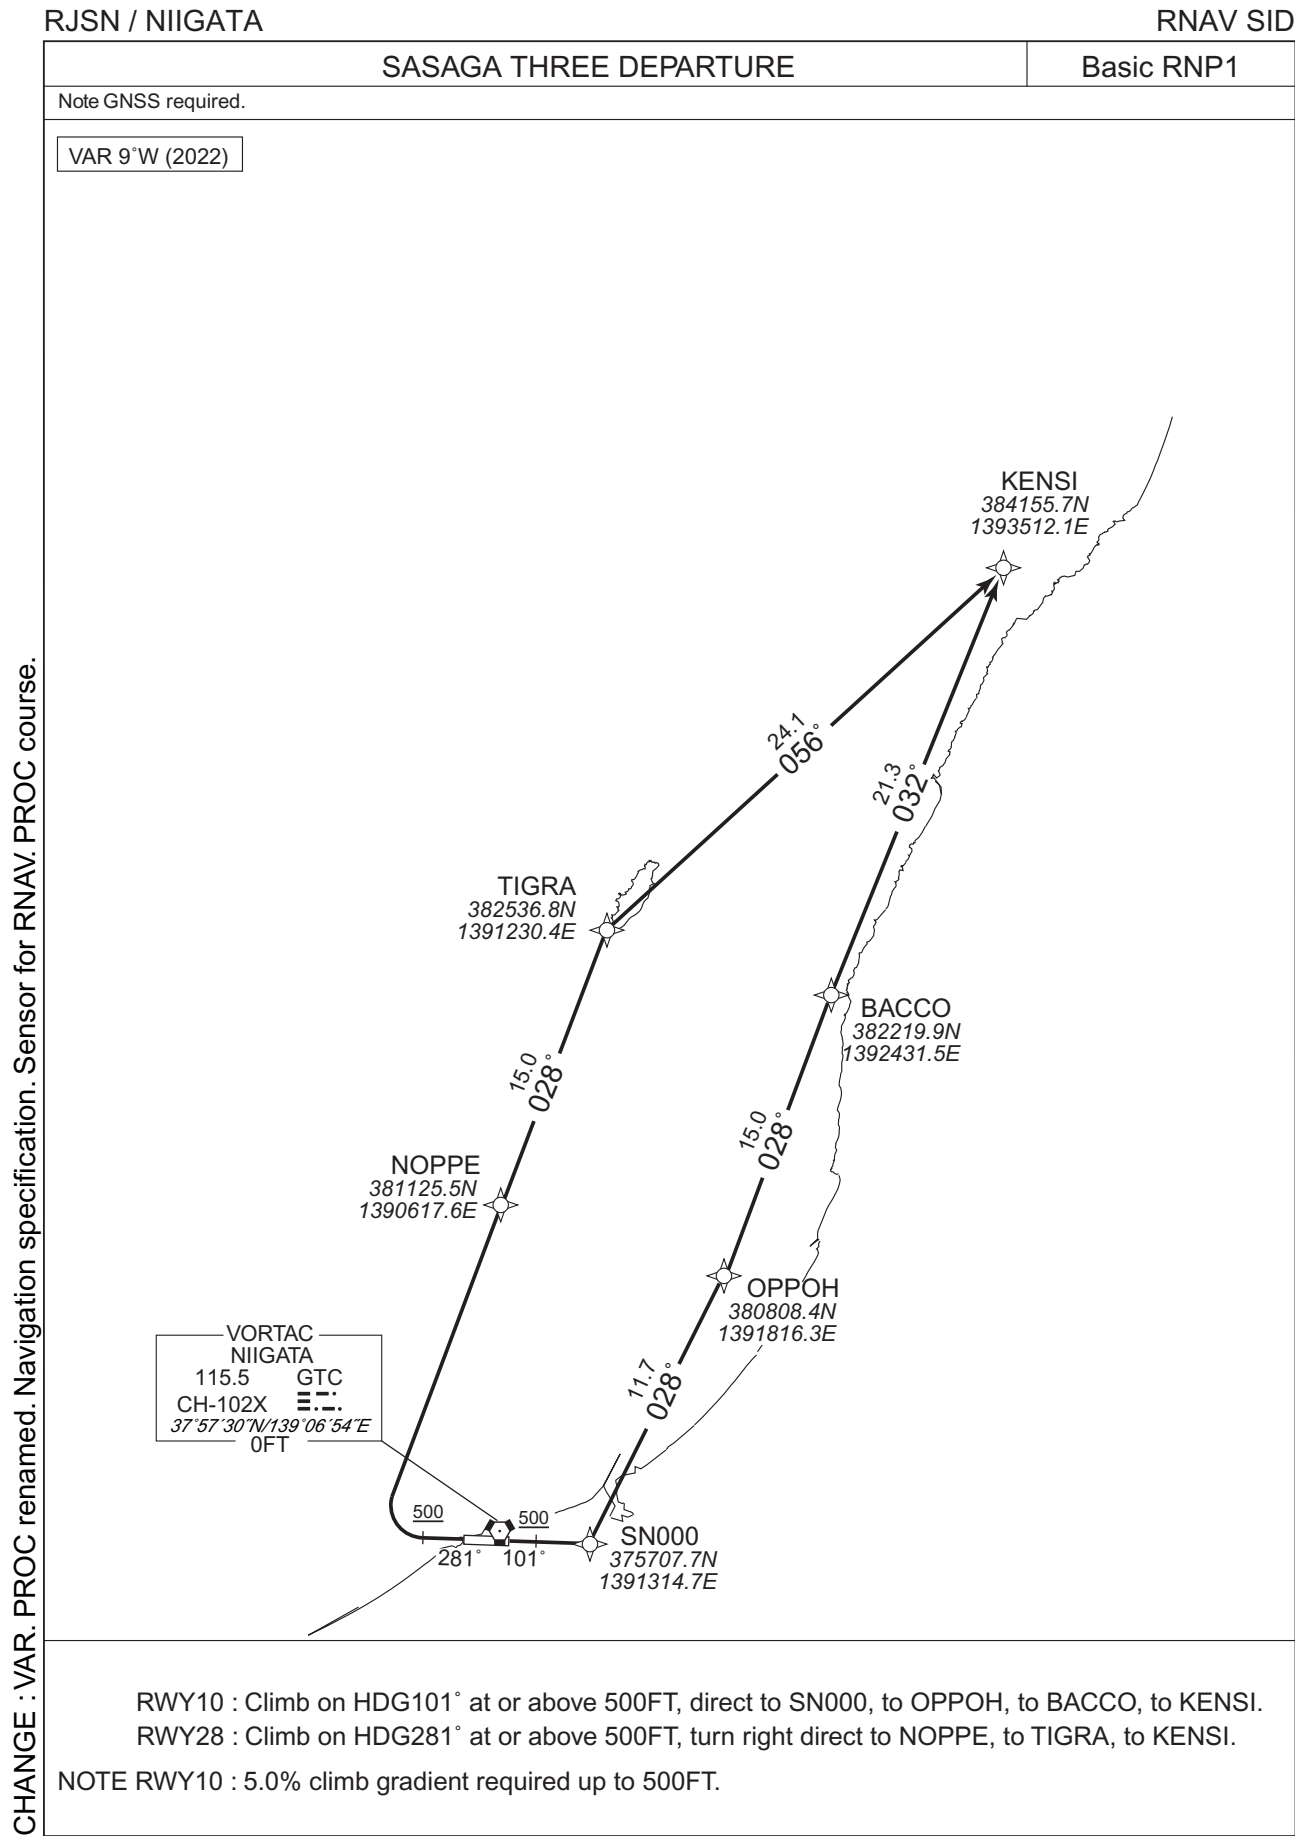 RJSN / NIIGATA
RNAV SID
SASAGA THREE DEPARTURE
Basic RNP1
Note GNSS required.
VAR 9°W (2022)
KENSI
384155.7N
1393512.1E
24.1
056°
21.3
032°
TIGRA
382536.8N
1391230.4E
BACCO
382219.9N
1392431.5E
15.0
028°
15.0
028°
NOPPE
381125.5N
1390617.6E
OPPOH
380808.4N
1391816.3E
VORTAC
NIIGATA
115.5 GTC
CH-102X
37°57´30˝N/139°06´54˝E
0FT
11.7
028°
500
500
281°
101°
SN000
375707.7N
1391314.7E
RWY10 : Climb on HDG101° at or above 500FT, direct to SN000, to OPPOH, to BACCO, to KENSI.
RWY28 : Climb on HDG281° at or above 500FT, turn right direct to NOPPE, to TIGRA, to KENSI.
NOTE RWY10 : 5.0% climb gradient required up to 500FT.
CHANGE : VAR. PROC renamed. Navigation specification. Sensor for RNAV. PROC course.